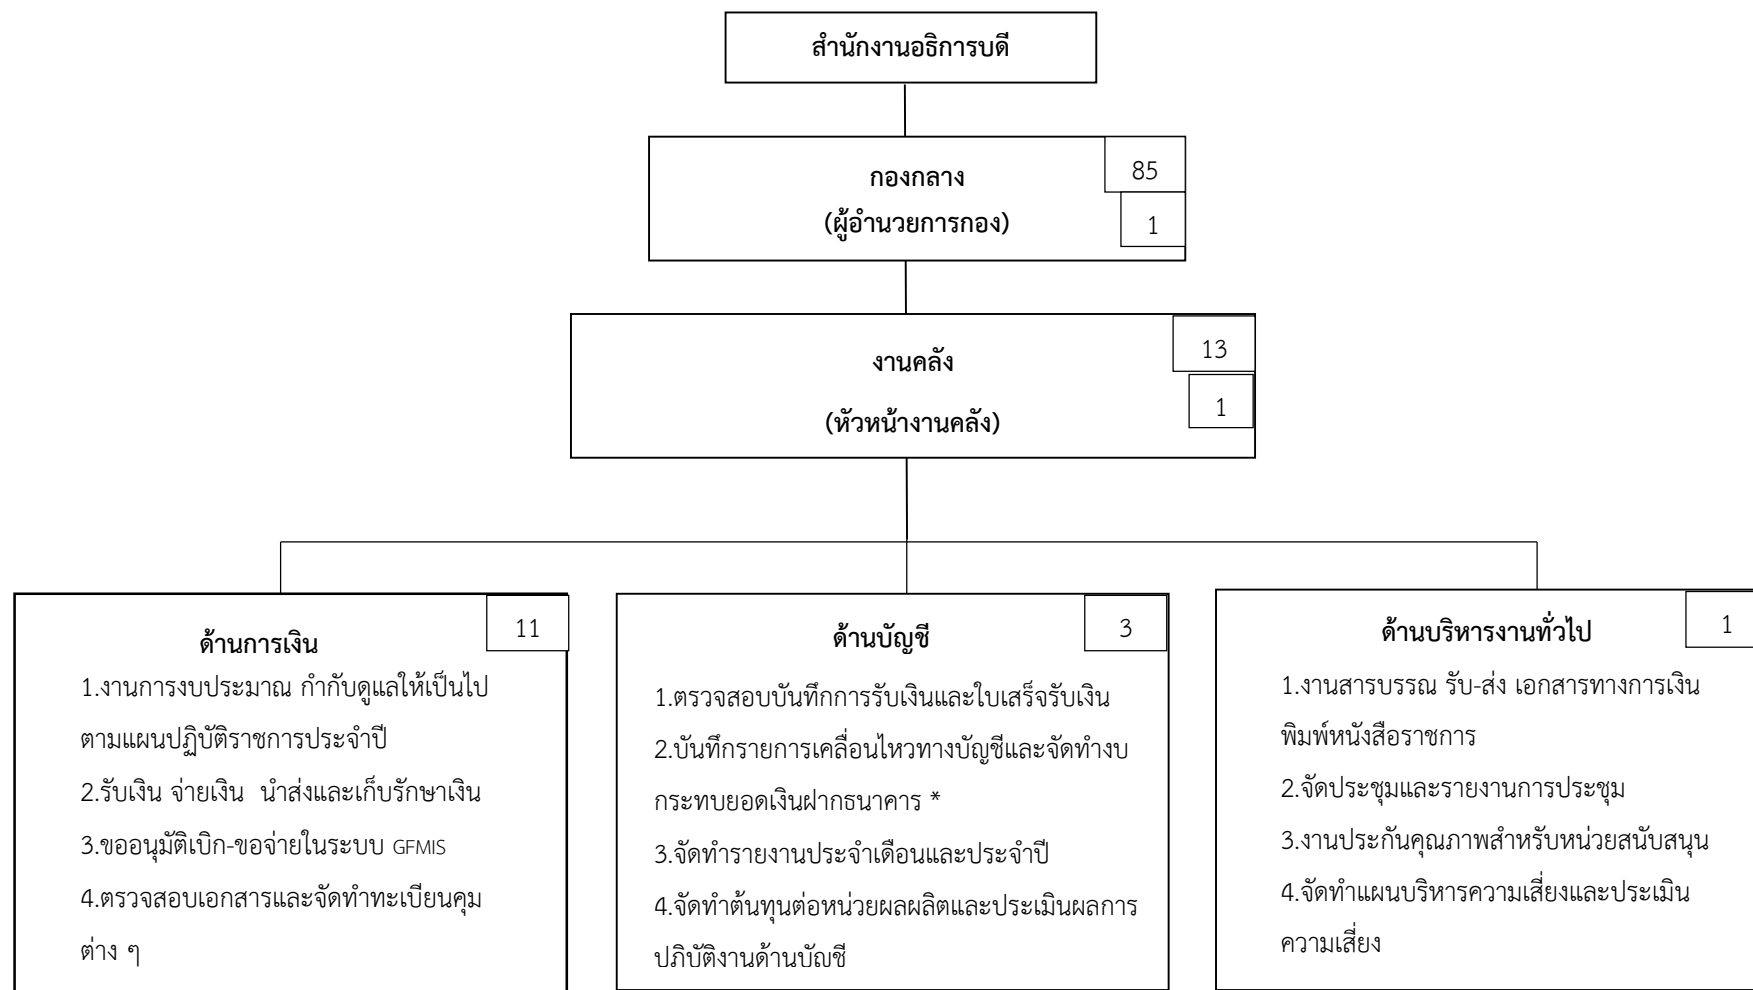 สำนักงานอธิการบดี
กองกลาง
85
(ผู้อำนวยการกอง)
1
งานคลัง
13
(หัวหน้างานคลัง)
1
ด้านการเงิน
11
1.งานการงบประมาณ กำกับดูแลให้เป็นไป
ตามแผนปฏิบัติราชการประจำปี
2.รับเงิน จ่ายเงิน นำส่งและเก็บรักษาเงิน
3.ขออนุมัติเบิก-ขอจ่ายในระบบ GFMIS
4.ตรวจสอบเอกสารและจัดทำทะเบียนคุม
ต่าง ๆ
ด้านบัญชี
3
1.ตรวจสอบบันทึกการรับเงินและใบเสร็จรับเงิน
2.บันทึกรายการเคลื่อนไหวทางบัญชีและจัดทำงบ
กระทบยอดเงินฝากธนาคาร *
3.จัดทำรายงานประจำเดือนและประจำปี
4.จัดทำต้นทุนต่อหน่วยผลผลิตและประเมินผลการ
ปฏิบัติงานด้านบัญชี
ด้านบริหารงานทั่วไป
1
1.งานสารบรรณ รับ-ส่ง เอกสารทางการเงิน
พิมพ์หนังสือราชการ
2.จัดประชุมและรายงานการประชุม
3.งานประกันคุณภาพสำหรับหน่วยสนับสนุน
4.จัดทำแผนบริหารความเสี่ยงและประเมิน
ความเสี่ยง